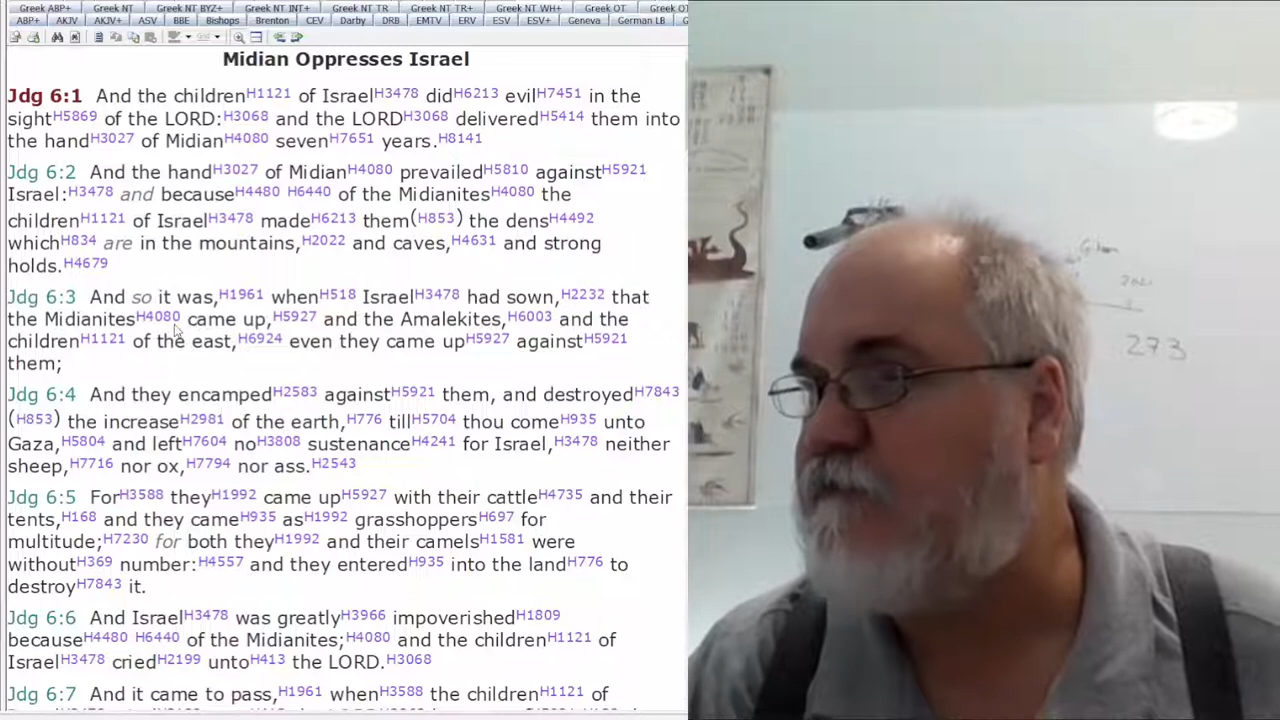 Greek ABP+ Greek NT Greek NT BYZ+ Greek NT INT+ Greek NT TR Greek NT TR+ Greek NT WH+ Greek OT Greek OT
ABP+ AKJV AKJV+ ASV BBE Bishops Brenton CEV Darby DRB EMTV ERV ESV ESV+ Geneva German LB G
Midian Oppresses Israel
Jdg 6:1 And the childrenH1121 of IsraelH3478 didH6213 evilH7451 in the
sightH5869 of the LORD:H3068 and the LORDH3068 deliveredH5414 them into
the handH3027 of MidianH4080 sevenH7651 years.H8141
Jdg 6:2 And the handH3027 of MidianH4080 prevailedH5810 againstH5921
Israel:H3478 and becauseH4480 H6440 of the MidianitesH4080 the
childrenH1121 of IsraelH3478 madeH6213 them(H853) the densH4492
whichH834 are in the mountains,H2022 and caves,H4631 and strong
holds.H4679
Jdg 6:3 And so it was,H1961 whenH518 IsraelH3478 had sown,H2232 that
the MidianitesH4080 came up,H5927 and the Amalekites,H6003 and the
childrenH1121 of the east,H6924 even they came upH5927 againstH5921
them;
Jdg 6:4 And they encampedH2583 againstH5921 them, and destroyedH7843
(H853) the increaseH2981 of the earth,H776 tillH5704 thou comeH935 unto
Gaza,H5804 and leftH7604 noH3808 sustenanceH4241 for Israel,H3478 neither
sheep,H7716 nor ox,H7794 nor ass.H2543
Jdg 6:5 ForH3588 theyH1992 came upH5927 with their cattleH4735 and their
tents,H168 and they cameH935 asH1992 grasshoppersH697 for
multitude;H7230 for both theyH1992 and their camelsH1581 were
withoutH369 number:H4557 and they enteredH935 into the landH776 to
destroyH7843 it.
Jdg 6:6 And IsraelH3478 was greatlyH3966 impoverishedH1809
becauseH4480 H6440 of the Midianites;H4080 and the childrenH1121 of
IsraelH3478 criedH2199 untoH413 the LORD.H3068
Jdg 6:7 And it came to pass,H1961 whenH3588 the childrenH1121 of
273